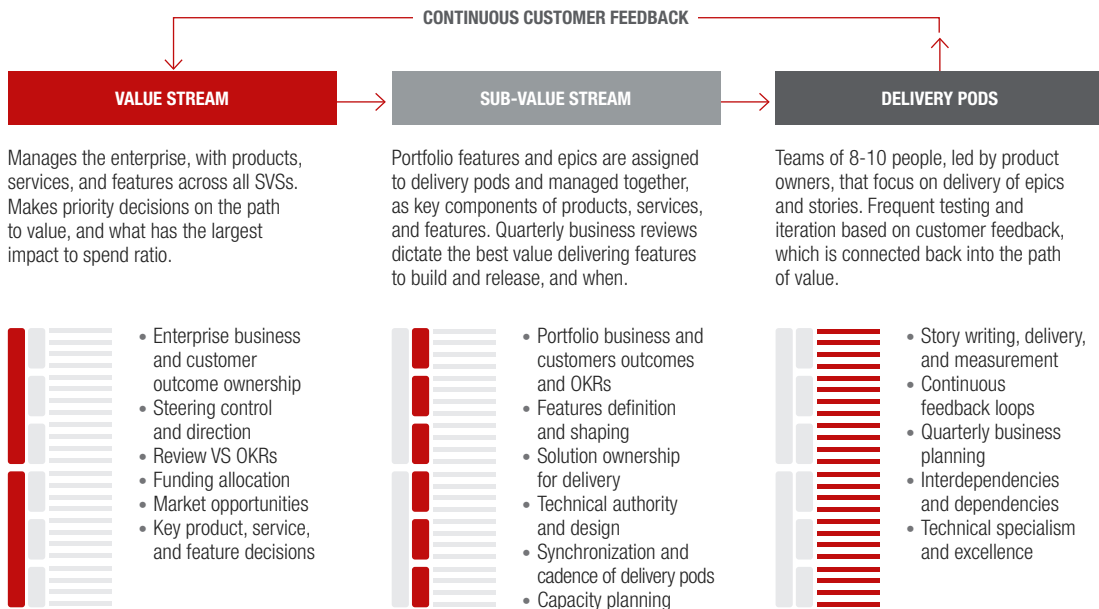 CONTINUOUS CUSTOMER FEEDBACK
VALUE STREAM
Manages the enterprise, with products,
services, and features across all SVSs.
Makes priority decisions on the path
to value, and what has the largest
impact to spend ratio.
• Enterprise business
and customer
outcome ownership
• Steering control
and direction
• Review VS OKRs
• Funding allocation
• Market opportunities
• Key product, service,
and feature decisions
SUB-VALUE STREAM
Portfolio features and epics are assigned
to delivery pods and managed together,
as key components of products, services,
and features. Quarterly business reviews
dictate the best value delivering features
to build and release, and when.
• Portfolio business and
customers outcomes
and OKRs
• Features definition
and shaping
• Solution ownership
for delivery
• Technical authority
and design
• Synchronization and
cadence of delivery pods
• Capacity planning
DELIVERY PODS
Teams of 8-10 people, led by product
owners, that focus on delivery of epics
and stories. Frequent testing and
iteration based on customer feedback,
which is connected back into the path
of value.
• Story writing, delivery,
and measurement
• Continuous
feedback loops
• Quarterly business
planning
• Interdependencies
and dependencies
• Technical specialism
and excellence